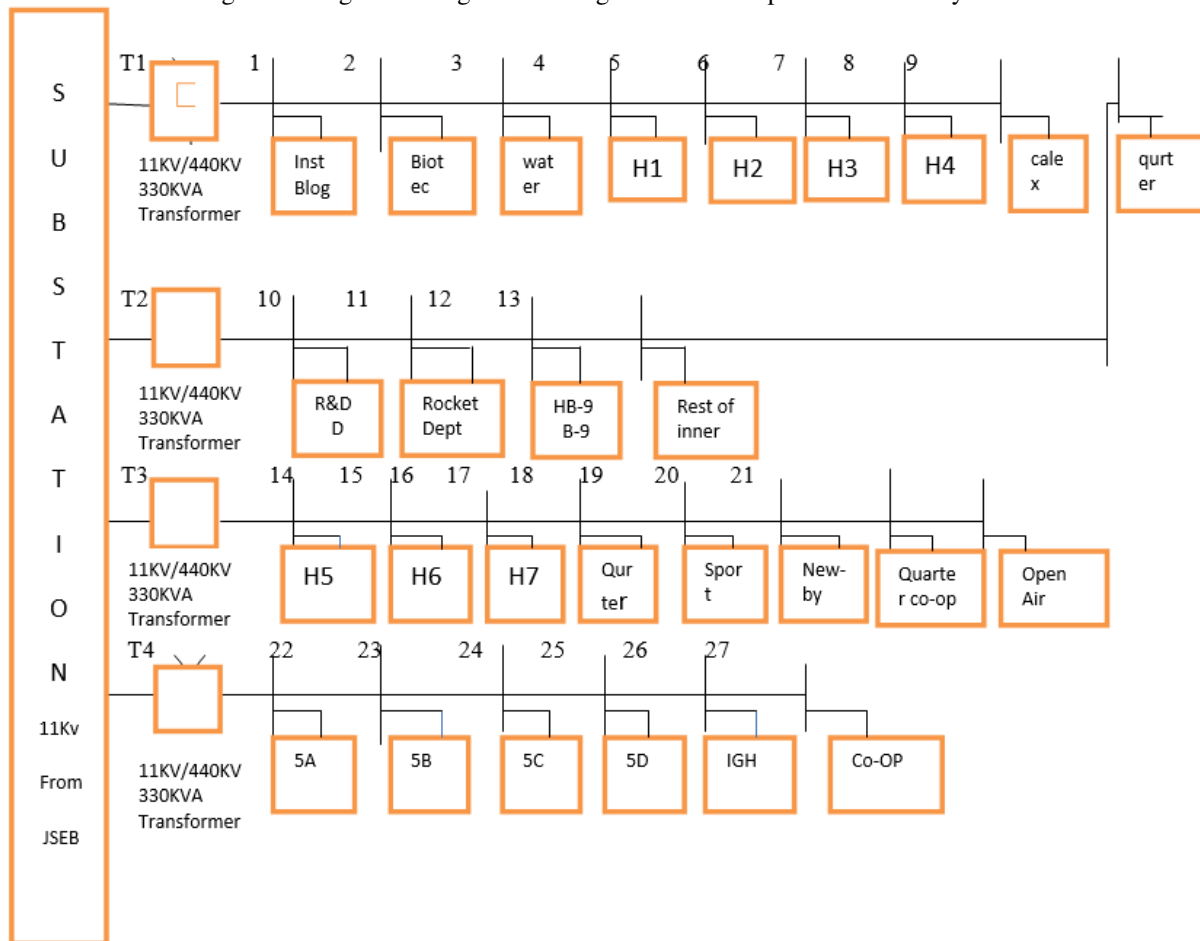 S
U
B
S
T
A
T
I
O
N
11Kv
From
JSEB
T1 1 2 3 4 5 6 7 8 9
11KV/440KV
330KVA
Transformer
Inst
Blog
Biot
ec
wat
er
H1
H2
H3
H4
cale
x
qurt
er
T2 10 11 12 13
11KV/440KV
330KVA
Transformer
R&D
D
Rocket
Dept
HB-9
B-9
Rest of
inner
T3 14 15 16 17 18 19 20 21
11KV/440KV
330KVA
Transformer
H5
H6
H7
Qur
ter
Spor
t
New-
by
Quarte
r co-op
Open
Air
T4 22 23 24 25 26 27
11KV/440KV
330KVA
Transformer
5A
5B
5C
5D
IGH
Co-OP